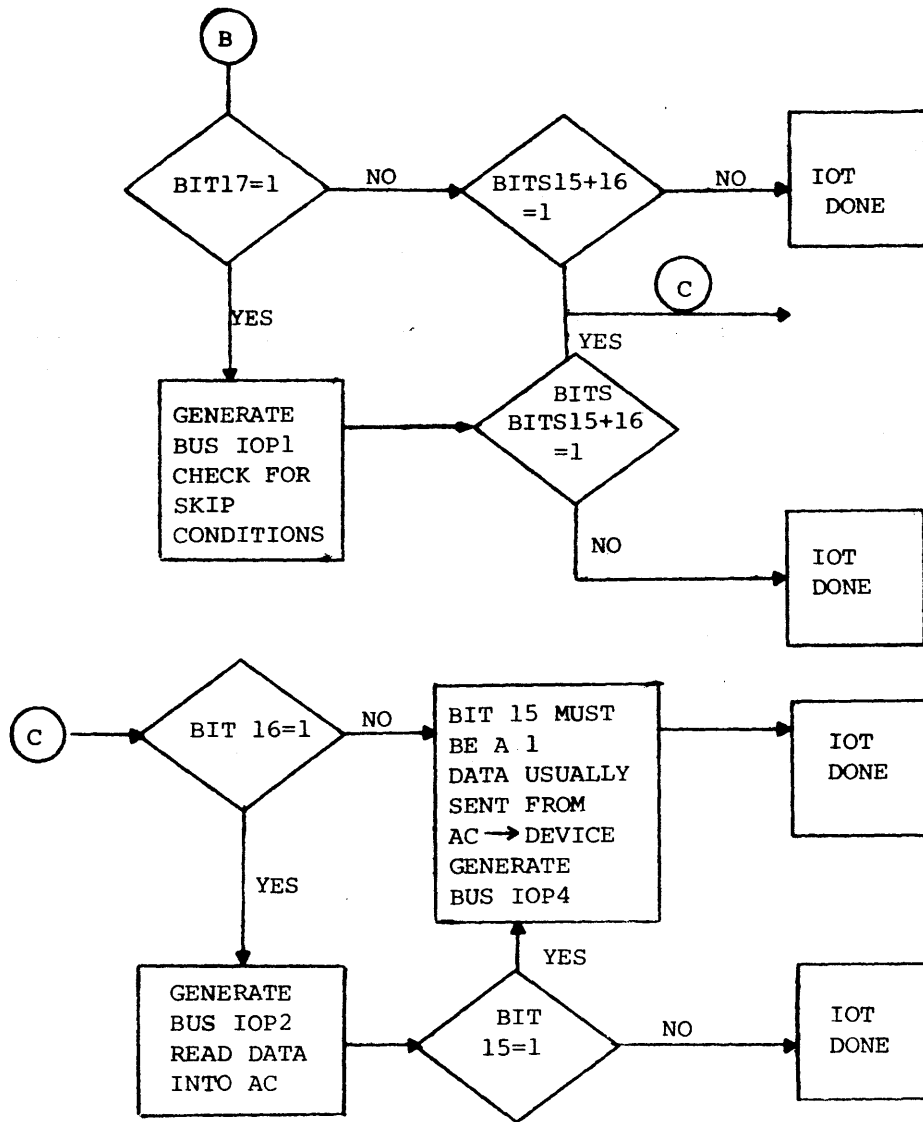 B
BIT17=1
NO
BITS15+16
=1
NO
IOT
DONE
C
YES
YES
GENERATE
BUS IOP1
CHECK FOR
SKIP
CONDITIONS
BITS
BITS15+16
=1
NO
IOT
DONE
C
BIT 16=1
NO
BIT 15 MUST
BE A 1
DATA USUALLY
SENT FROM
AC→DEVICE
GENERATE
BUS IOP4
IOT
DONE
YES
YES
GENERATE
BUS IOP2
READ DATA
INTO AC
BIT
15=1
NO
IOT
DONE